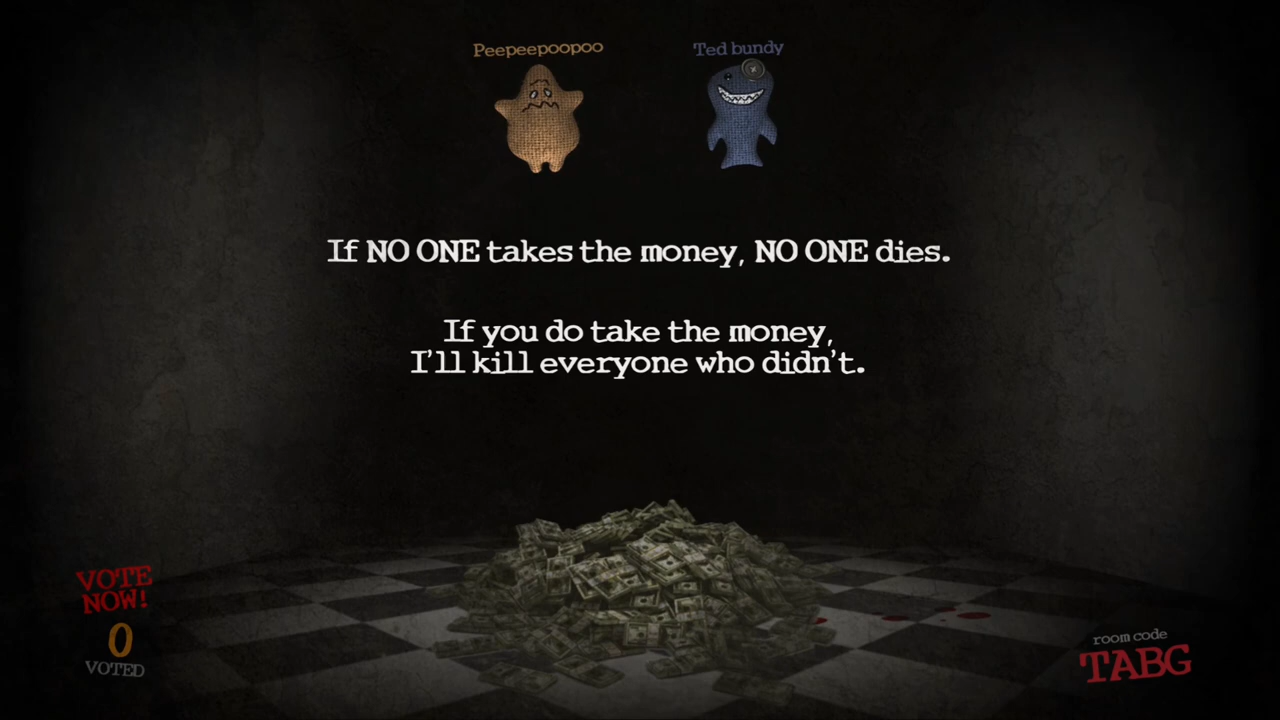 Peepeepoopoo
Ted bundy
If NO ONE takes the money, NO ONE dies.
If you do take the money,
I'll kill everyone who didn't.
VOTE
NOW!
0
VOTED
room code
TABG